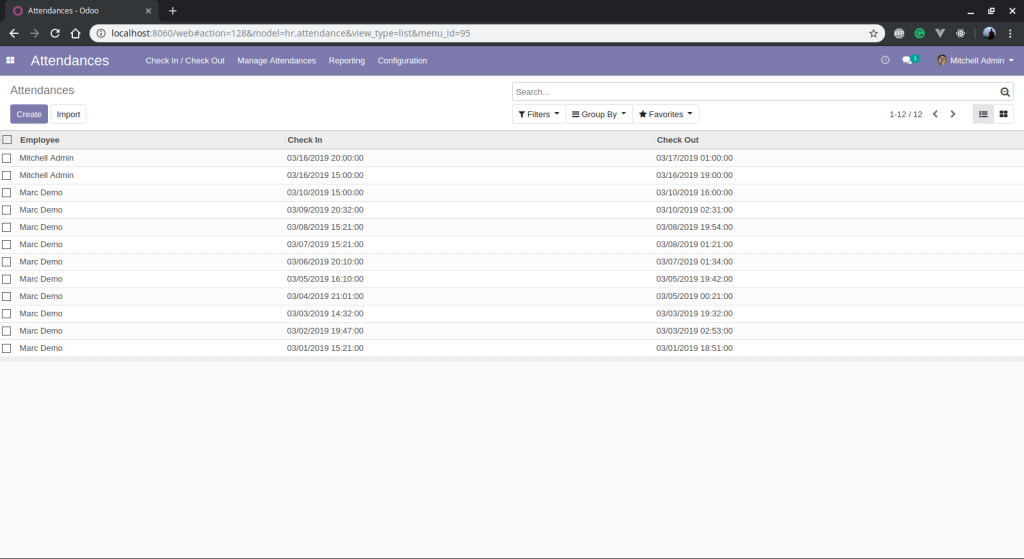 Attendances - Odoo
localhost:8060/web#action=128&model=hr.attendance&view_type=list&menu_id=95
Attendances Check In / Check Out Manage Attendances Reporting Configuration 1 Mitchell Admin
Attendances Search...
Create Import Filters Group By Favorites 1-12 / 12
Employee Check In Check Out
Mitchell Admin 03/16/2019 20:00:00 03/17/2019 01:00:00
Mitchell Admin 03/16/2019 15:00:00 03/16/2019 19:00:00
Marc Demo 03/10/2019 15:00:00 03/10/2019 16:00:00
Marc Demo 03/09/2019 20:32:00 03/10/2019 02:31:00
Marc Demo 03/08/2019 15:21:00 03/08/2019 19:54:00
Marc Demo 03/07/2019 15:21:00 03/08/2019 01:21:00
Marc Demo 03/06/2019 20:10:00 03/07/2019 01:34:00
Marc Demo 03/05/2019 16:10:00 03/05/2019 19:42:00
Marc Demo 03/04/2019 21:01:00 03/05/2019 00:21:00
Marc Demo 03/03/2019 14:32:00 03/03/2019 19:32:00
Marc Demo 03/02/2019 19:47:00 03/03/2019 02:53:00
Marc Demo 03/01/2019 15:21:00 03/01/2019 18:51:00